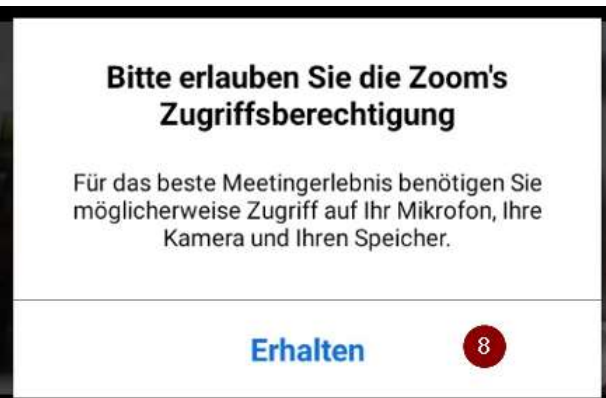 Bitte erlauben Sie die Zoom's
Zugriffsberechtigung
Für das beste Meetingerlebnis benötigen Sie
möglicherweise Zugriff auf Ihr Mikrofon, Ihre
Kamera und Ihren Speicher.
Erhalten 8